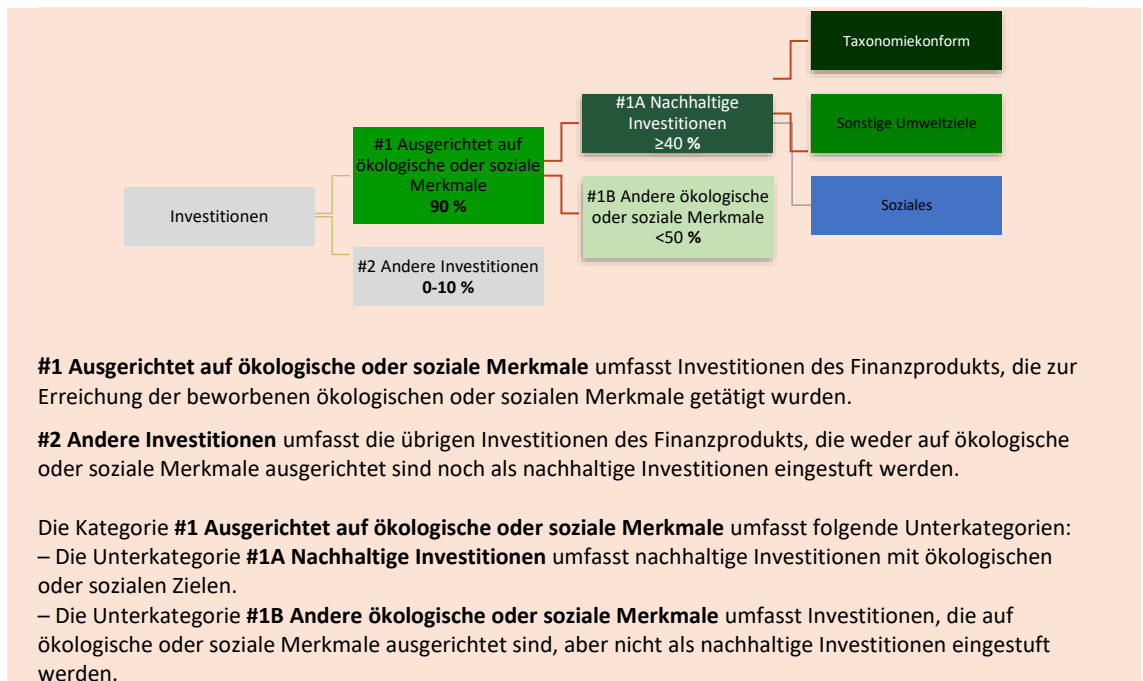 Taxonomiekonform
#1A Nachhaltige
Investitionen
≥40 %
Sonstige Umweltziele
#1 Ausgerichtet auf
ökologische oder soziale
Merkmale
90 %
#1B Andere ökologische
oder soziale Merkmale
<50 %
Soziales
Investitionen
#2 Andere Investitionen
0-10 %
#1 Ausgerichtet auf ökologische oder soziale Merkmale umfasst Investitionen des Finanzprodukts, die zur
Erreichung der beworbenen ökologischen oder sozialen Merkmale getätigt wurden.
#2 Andere Investitionen umfasst die übrigen Investitionen des Finanzprodukts, die weder auf ökologische
oder soziale Merkmale ausgerichtet sind noch als nachhaltige Investitionen eingestuft werden.
Die Kategorie #1 Ausgerichtet auf ökologische oder soziale Merkmale umfasst folgende Unterkategorien:
– Die Unterkategorie #1A Nachhaltige Investitionen umfasst nachhaltige Investitionen mit ökologischen
oder sozialen Zielen.
– Die Unterkategorie #1B Andere ökologische oder soziale Merkmale umfasst Investitionen, die auf
ökologische oder soziale Merkmale ausgerichtet sind, aber nicht als nachhaltige Investitionen eingestuft
werden.